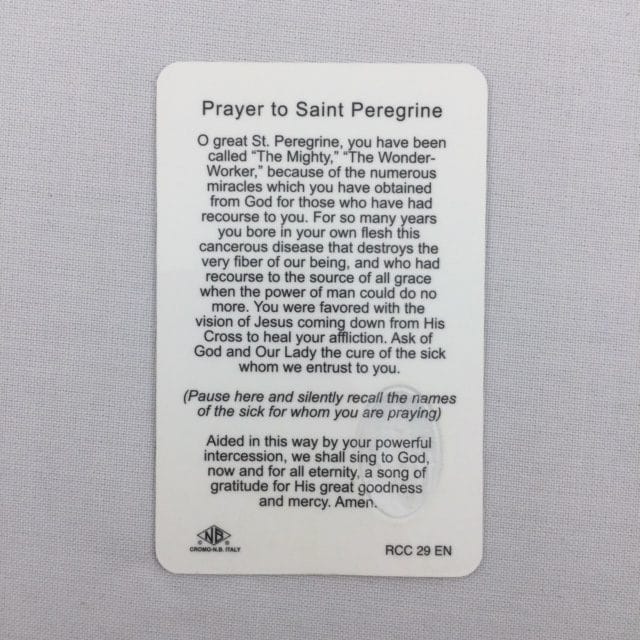 Prayer to Saint Peregrine
O great St. Peregrine, you have been
called "The Mighty," "The Wonder-
Worker," because of the numerous
miracles which you have obtained
from God for those who have had
recourse to you. For so many years
you bore in your own flesh this
cancerous disease that destroys the
very fiber of our being, and who had
recourse to the source of all grace
when the power of man could do no
more. You were favored with the
vision of Jesus coming down from His
Cross to heal your affliction. Ask of
God and Our Lady the cure of the sick
whom we entrust to you.
(Pause here and silently recall the names
of the sick for whom you are praying)
Aided in this way by your powerful
intercession, we shall sing to God,
now and for all eternity, a song of
gratitude for His great goodness
and mercy. Amen.
© NB ®
CROMO-N.B. ITALY
RCC 29 EN